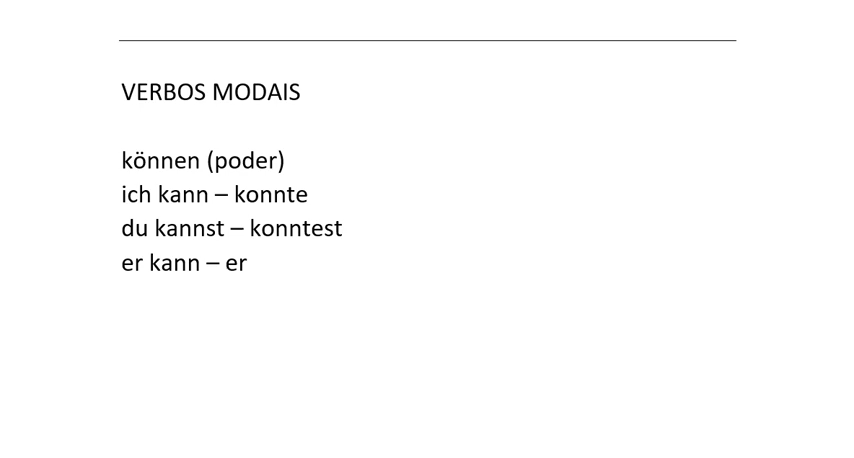 VERBOS MODAIS
können (poder)
ich kann – konnte
du kannst – konntest
er kann – er